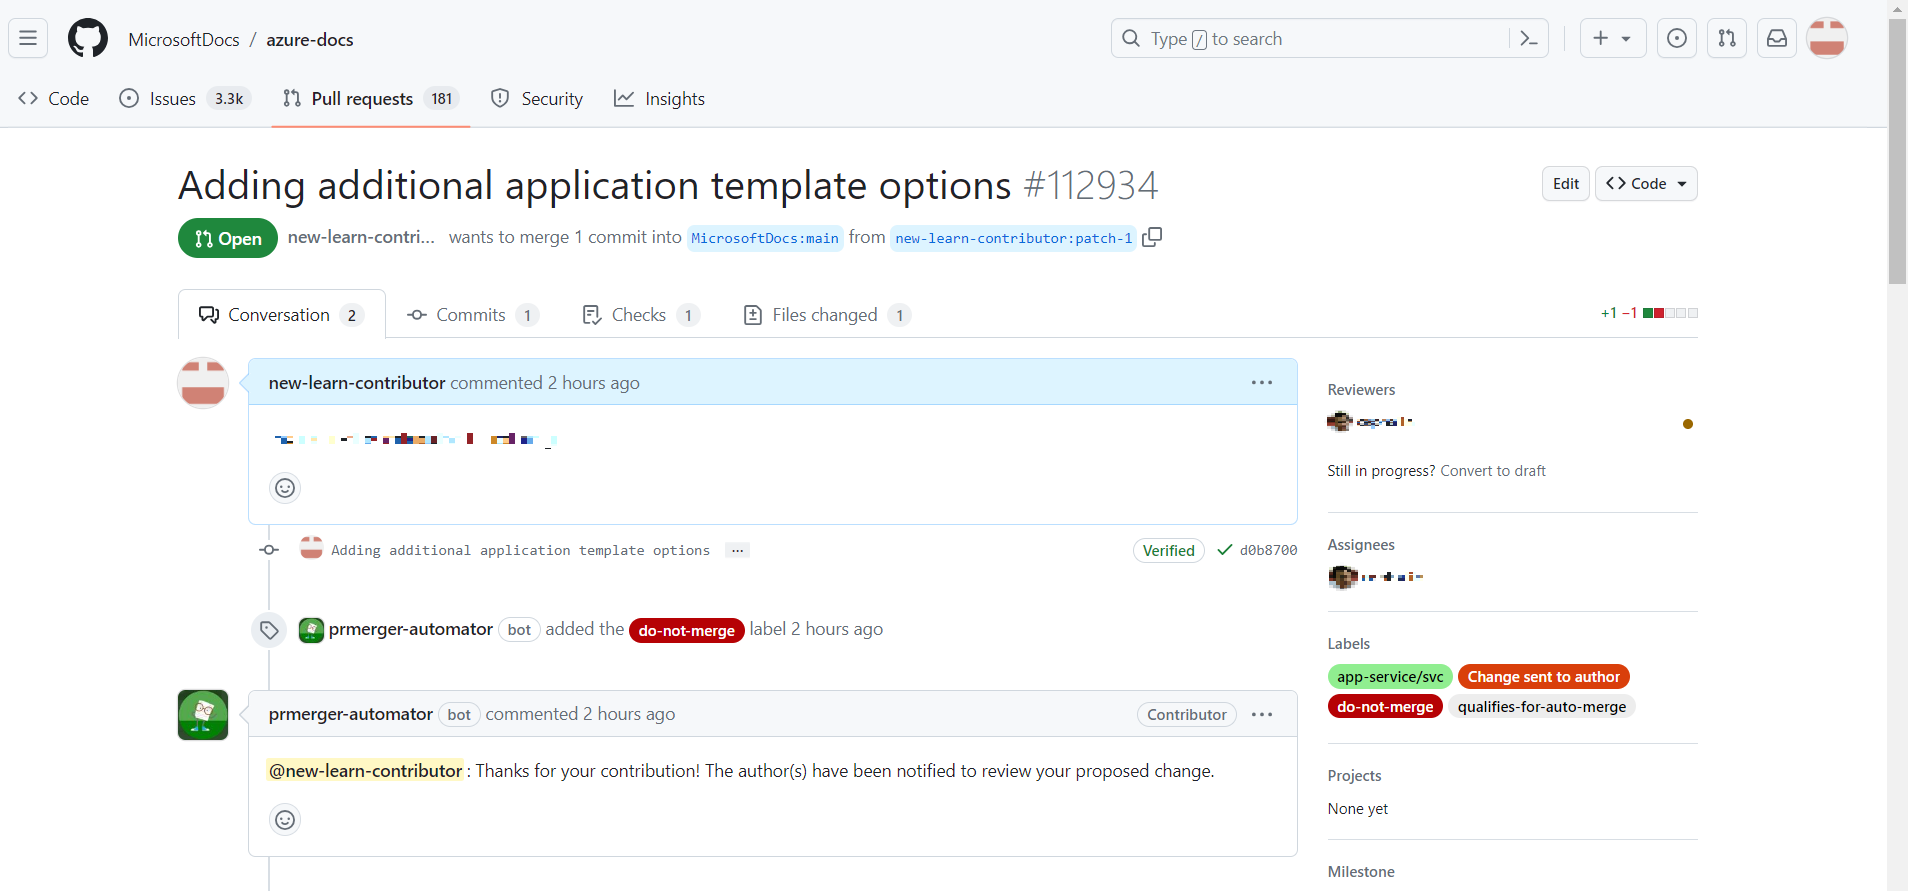 MicrosoftDocs / azure-docs
Type / to search
Code
Issues 3.3k
Pull requests 181
Security
Insights
Adding additional application template options #112934
Edit
Code
Open
new-learn-contri... wants to merge 1 commit into MicrosoftDocs:main from new-learn-contributor:patch-1
Conversation 2
Commits 1
Checks 1
Files changed 1
+1 −1
new-learn-contributor commented 2 hours ago
Adding additional application template options ...
Verified
d0b8700
prmerger-automator bot added the do-not-merge label 2 hours ago
prmerger-automator bot commented 2 hours ago
Contributor
@new-learn-contributor : Thanks for your contribution! The author(s) have been notified to review your proposed change.
Reviewers
Still in progress? Convert to draft
Assignees
Labels
app-service/svc
Change sent to author
do-not-merge
qualifies-for-auto-merge
Projects
None yet
Milestone